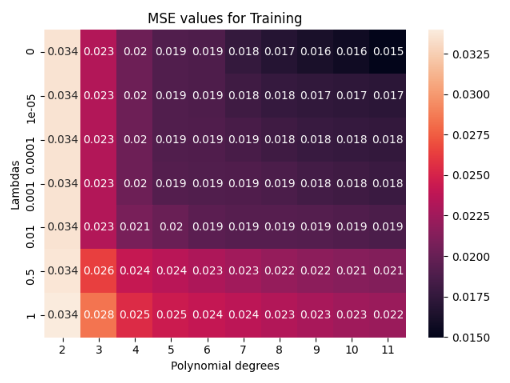 MSE values for Training
0 0.034 0.023 0.02 0.019 0.019 0.018 0.017 0.016 0.016 0.015
1e-05 0.034 0.023 0.02 0.019 0.019 0.018 0.018 0.017 0.017 0.017
0.0001 0.034 0.023 0.02 0.019 0.019 0.019 0.018 0.018 0.018 0.018
0.001 0.034 0.023 0.02 0.019 0.019 0.019 0.019 0.018 0.018 0.018
0.01 0.034 0.023 0.021 0.02 0.019 0.019 0.019 0.019 0.019 0.019
0.5 0.034 0.026 0.024 0.024 0.023 0.023 0.022 0.022 0.021 0.021
1 0.034 0.028 0.025 0.025 0.024 0.024 0.023 0.023 0.023 0.022
2 3 4 5 6 7 8 9 10 11
Lambdas
Polynomial degrees
0.0325
0.0300
0.0275
0.0250
0.0225
0.0200
0.0175
0.0150